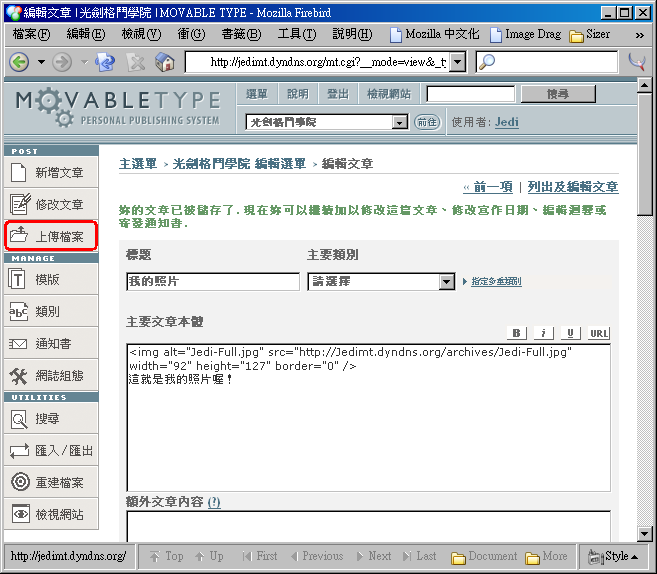 編輯文章 | 光劍格鬥學院 | MOVABLE TYPE - Mozilla Firebird
檔案(F) 編輯(E) 檢視(V) 衝(G) 書籤(B) 工具(T) 說明(H) Mozilla 中文化 Image Drag Sizer »
http://jedimt.dyndns.org/mt.cgi?__mode=view&_t
MOVABLETYPE
PERSONAL PUBLISHING SYSTEM
選單 說明 登出 檢視網站 搜尋
光劍格鬥學院 前往 使用者: Jedi
POST
新增文章
修改文章
上傳檔案
MANAGE
模版
類別
通知書
網誌組態
UTILITIES
搜尋
匯入/匯出
重建檔案
檢視網站
主選單 > 光劍格鬥學院 編輯選單 > 編輯文章
« 前一項 | 列出及編輯文章
妳的文章已被儲存了. 現在妳可以繼續加以修改這篇文章、修改寫作日期、編輯迴響或
寄發通知書.
標題 主要類別
我的照片 請選擇 指定多重類別
主要文章本體
B i U URL
<img alt="Jedi-Full.jpg" src="http://Jedimt.dyndns.org/archives/Jedi-Full.jpg"
width="92" height="127" border="0" />
這就是我的照片喔！
額外文章內容 (?)
http://jedimt.dyndns.org/ Top Up First Previous Next Last Document More Style